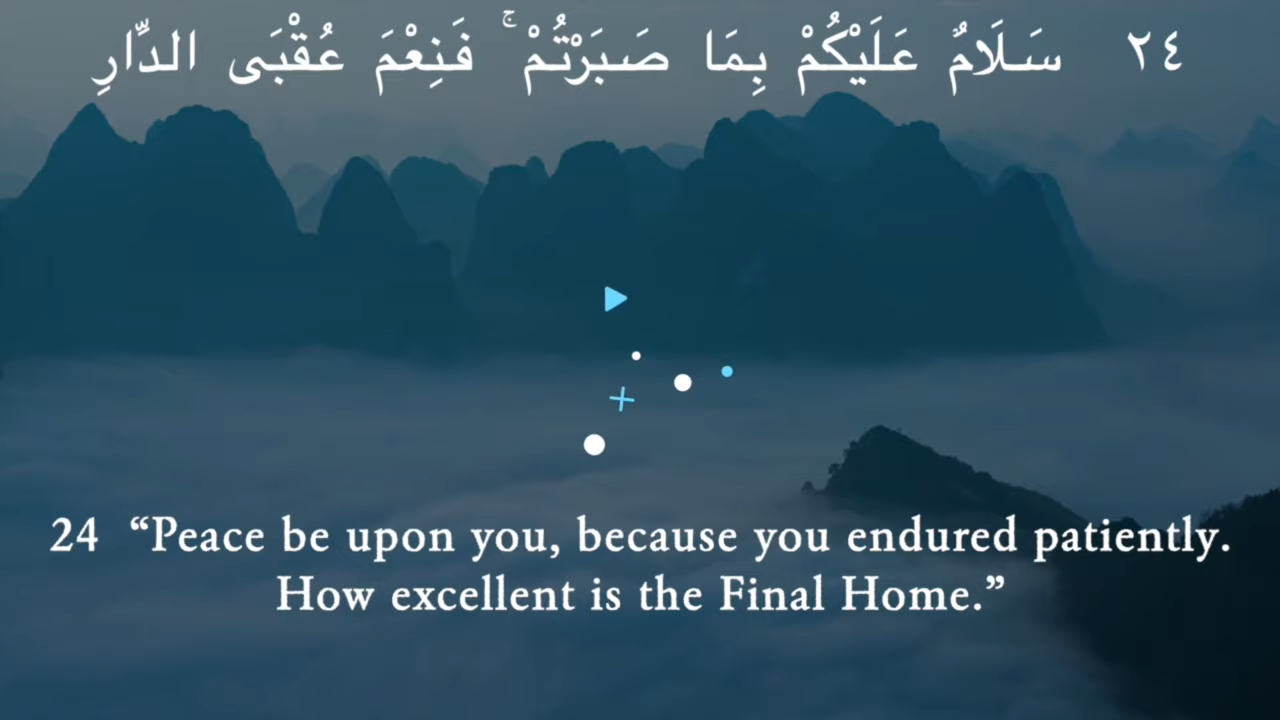 ٢٤ سَلَامٌ عَلَيْكُمْ بِمَا صَبَرْتُمْ ۚ فَنِعْمَ عُقْبَى الدَّارِ
24 “Peace be upon you, because you endured patiently.
How excellent is the Final Home.”